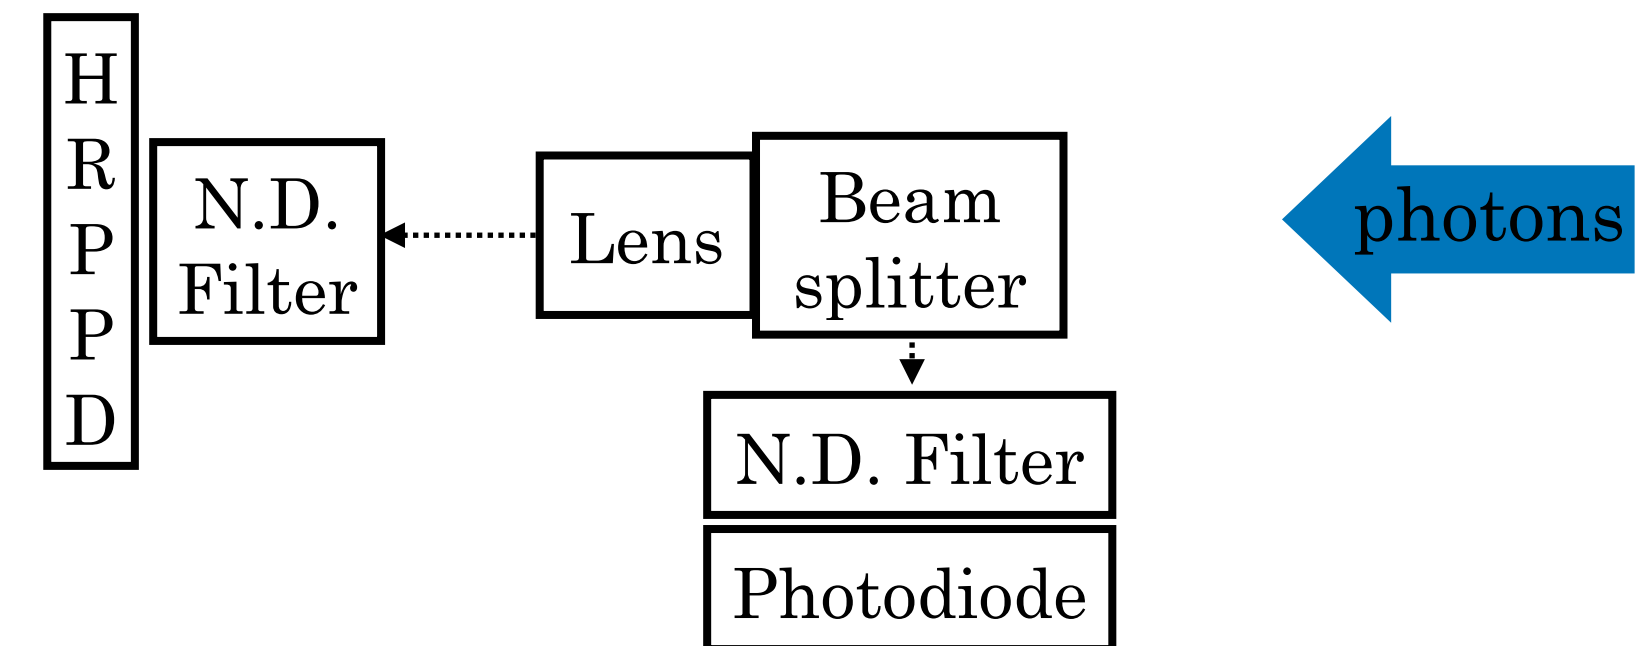 H
R
P
P
D
N.D.
Filter
Lens
Beam
splitter
photons
N.D. Filter
Photodiode